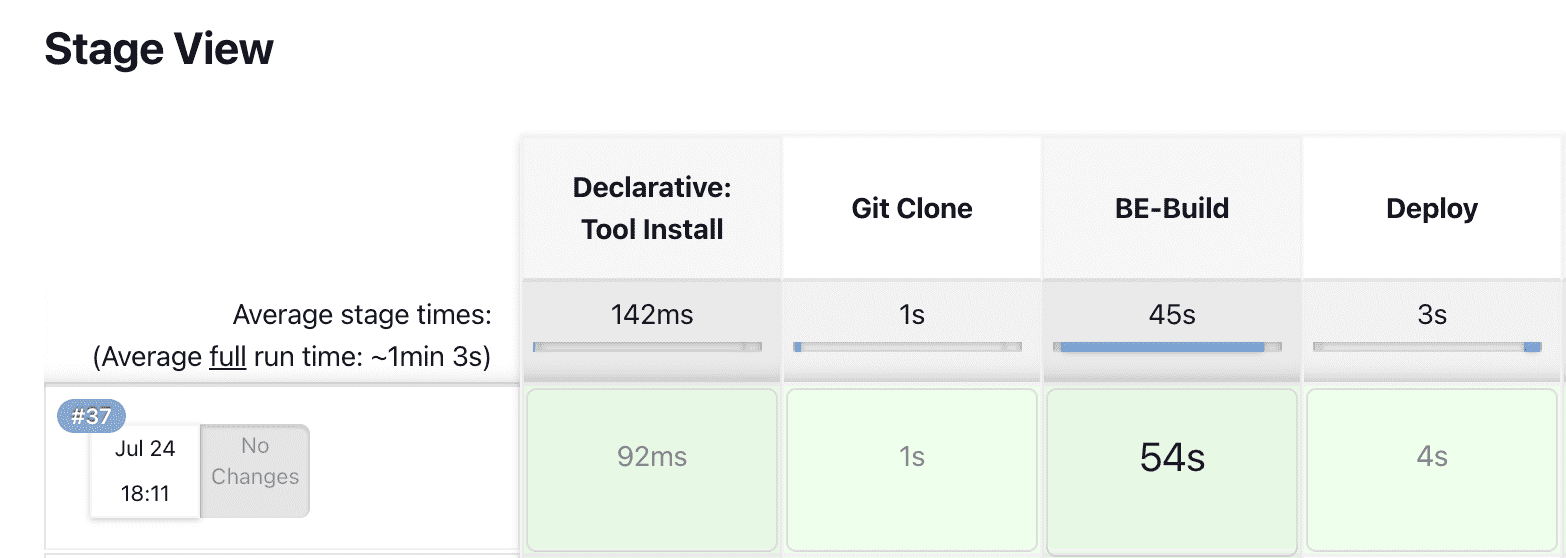 Stage View
Declarative:
Tool Install
Git Clone
BE-Build
Deploy
Average stage times:
(Average full run time: ~1min 3s)
142ms
1s
45s
3s
#37
Jul 24
18:11
No
Changes
92ms
1s
54s
4s